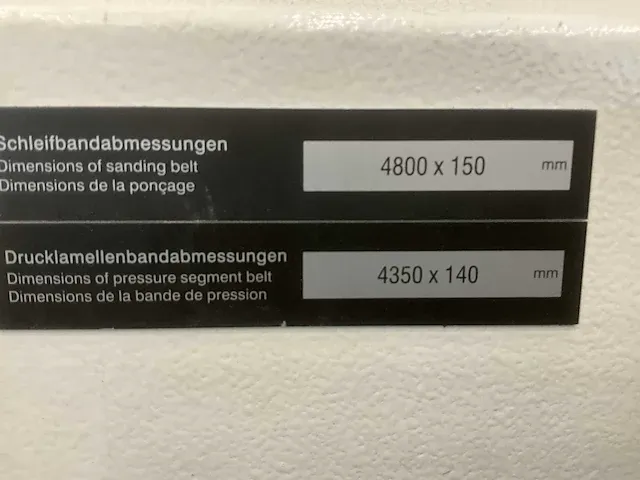 Schleifbandabmessungen
Dimensions of sanding belt
Dimensions de la ponçage
4800 x 150 mm
Drucklamellenbandabmessungen
Dimensions of pressure segment belt
Dimensions de la bande de pression
4350 x 140 mm